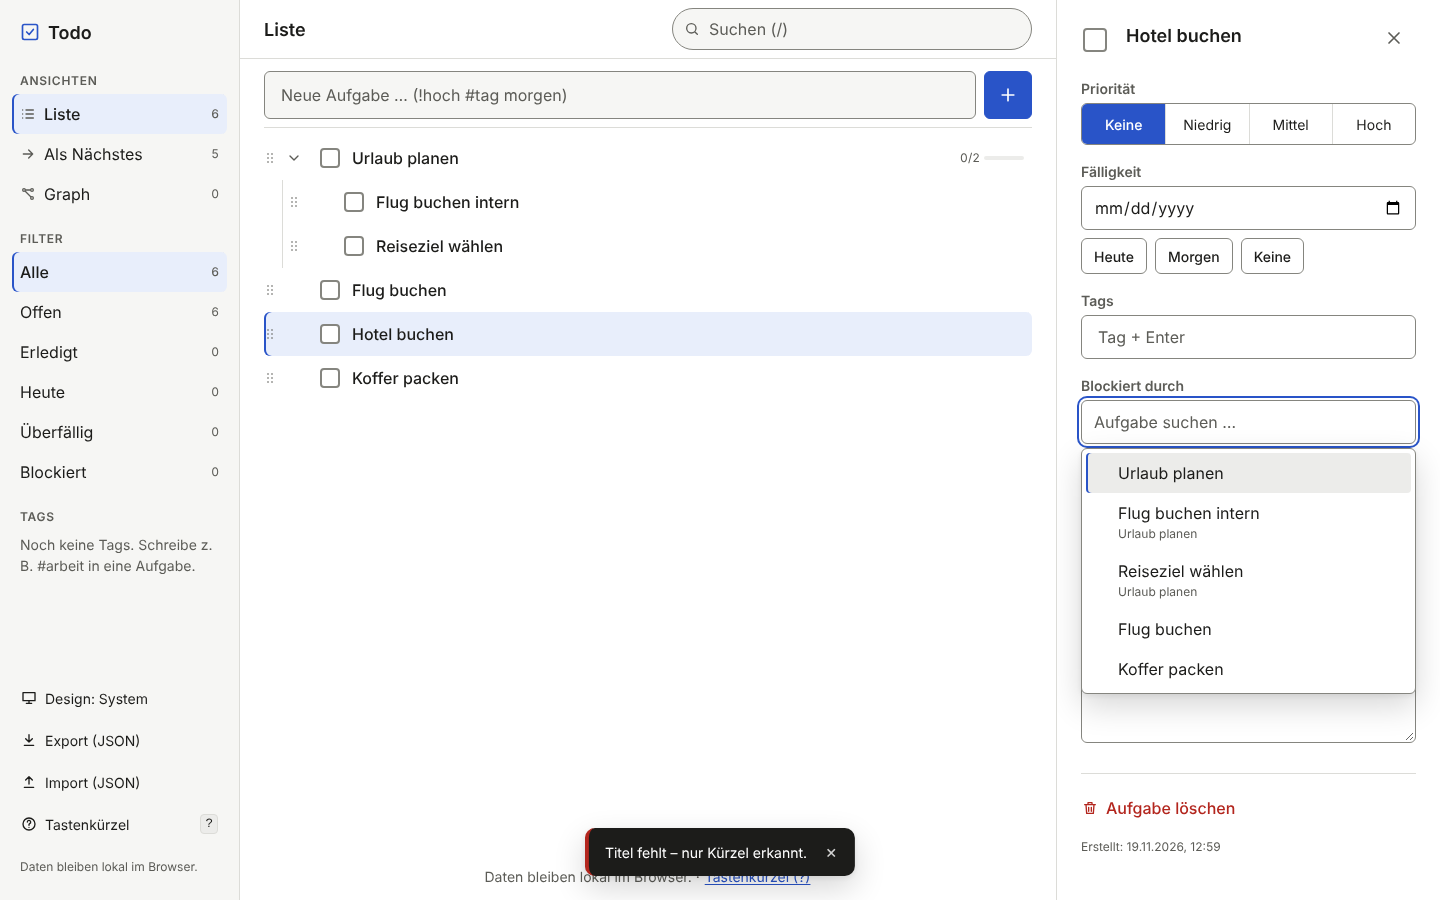 Todo
ANSICHTEN
Liste 6
Als Nächstes 5
Graph 0
FILTER
Alle 6
Offen 6
Erledigt 0
Heute 0
Überfällig 0
Blockiert 0
TAGS
Noch keine Tags. Schreibe z.
B. #arbeit in eine Aufgabe.
Design: System
Export (JSON)
Import (JSON)
Tastenkürzel ?
Daten bleiben lokal im Browser.
Liste
Suchen (/)
Neue Aufgabe … (!hoch #tag morgen)
Urlaub planen 0/2
Flug buchen intern
Reiseziel wählen
Flug buchen
Hotel buchen
Koffer packen
Titel fehlt – nur Kürzel erkannt.
Daten bleiben lokal im Browser. · Tastenkürzel (?)
Hotel buchen
Priorität
Keine Niedrig Mittel Hoch
Fälligkeit
mm/dd/yyyy
Heute Morgen Keine
Tags
Tag + Enter
Blockiert durch
Aufgabe suchen …
Urlaub planen
Flug buchen intern
Urlaub planen
Reiseziel wählen
Urlaub planen
Flug buchen
Koffer packen
Aufgabe löschen
Erstellt: 19.11.2026, 12:59